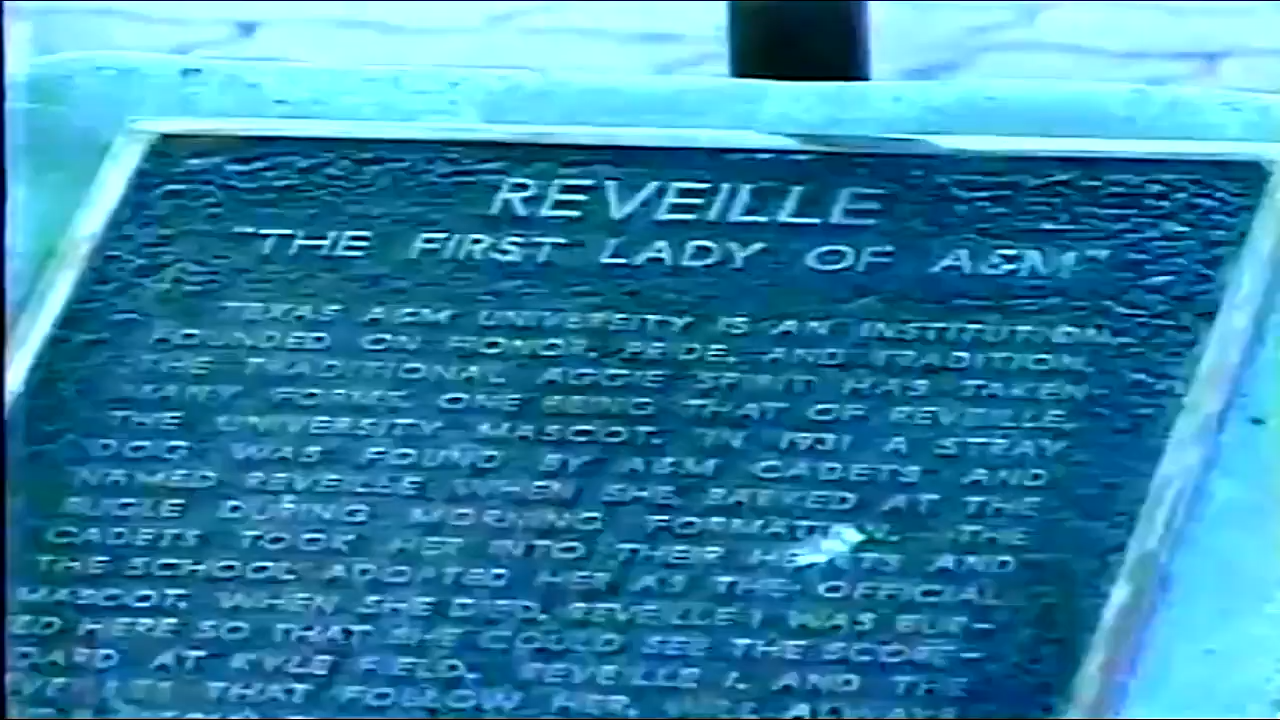 REVEILLE
"THE FIRST LADY OF A&M"
TEXAS A&M UNIVERSITY IS AN INSTITUTION
FOUNDED ON HONOR, PRIDE, AND TRADITION.
THE TRADITIONAL AGGIE SPIRIT HAS TAKEN
MANY FORMS, ONE BEING THAT OF REVEILLE,
THE UNIVERSITY MASCOT. IN 1931 A STRAY
DOG WAS FOUND BY A&M CADETS AND
NAMED REVEILLE WHEN SHE BARKED AT THE
BUGLE DURING MORNING FORMATION. THE
CADETS TOOK HER INTO THEIR HEARTS AND
THE SCHOOL ADOPTED HER AS THE OFFICIAL
MASCOT. WHEN SHE DIED, REVEILLE I WAS BUR-
ED HERE SO THAT SHE COULD SEE THE SCORE-
BOARD AT KYLE FIELD. REVEILLE I, AND THE
THAT FOLLOW HER, WILL ALWAYS